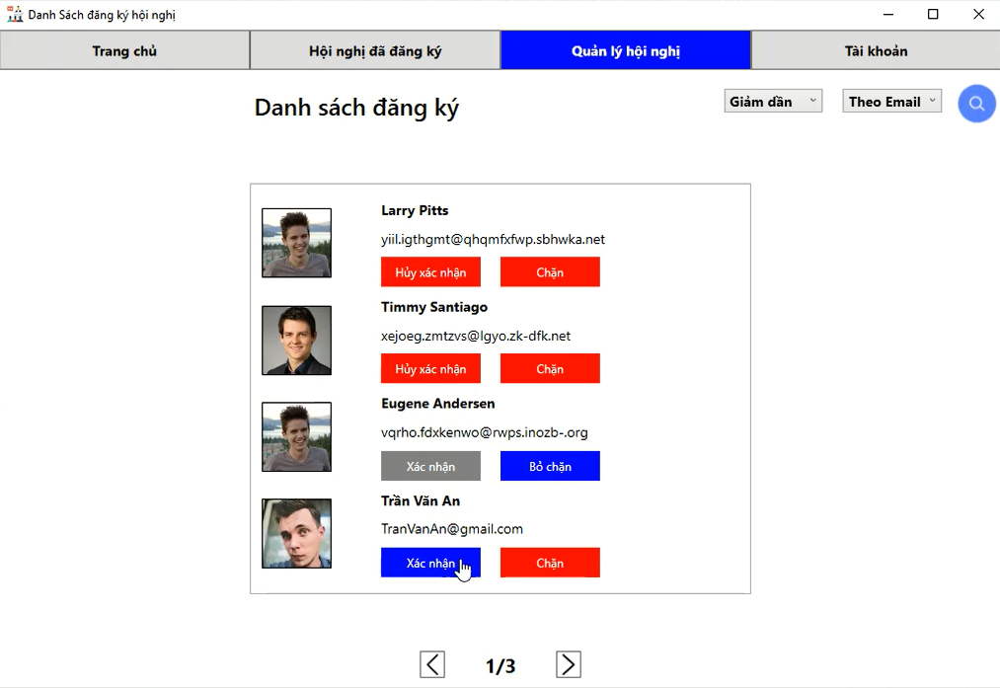 Danh Sách đăng ký hội nghị
Trang chủ
Hội nghị đã đăng ký
Quản lý hội nghị
Tài khoản
Danh sách đăng ký
Giảm dần
Theo Email
Larry Pitts
yiil.igthgmt@qhqmfxfwp.sbhwka.net
Hủy xác nhận
Chặn
Timmy Santiago
xejoeg.zmtzvs@lgyo.zk-dfk.net
Hủy xác nhận
Chặn
Eugene Andersen
vqrho.fdxkenwo@rwps.inozb-.org
Xác nhận
Bỏ chặn
Trần Văn An
TranVanAn@gmail.com
Xác nhận
Chặn
1/3